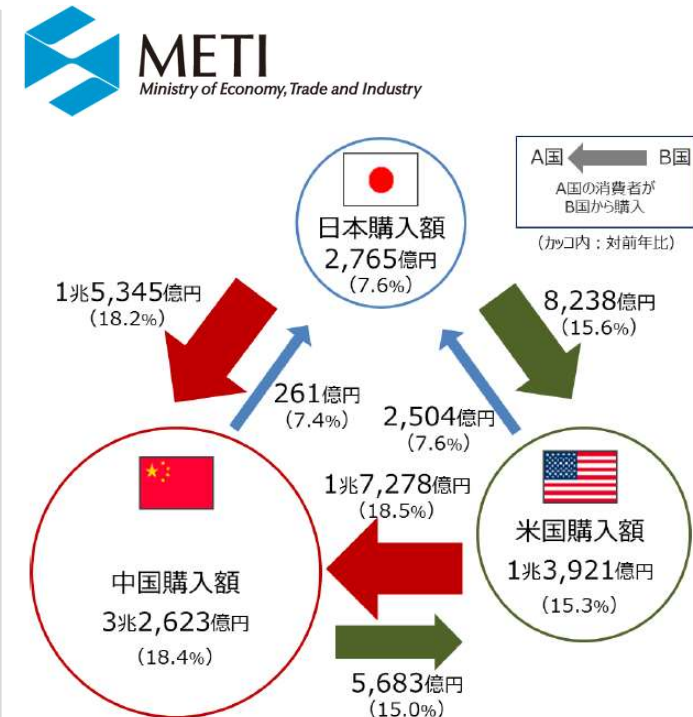 METI
Ministry of Economy, Trade and Industry
A国
B国
A国の消費者が
B国から購入
(カッコ内:対前年比)
日本購入額
2,765億円
(7.6%)
1兆5,345億円
(18.2%)
8,238億円
(15.6%)
261億円
(7.4%)
2,504億円
(7.6%)
1兆7,278億円
(18.5%)
中国購入額
3兆2,623億円
(18.4%)
米国購入額
1兆3,921億円
(15.3%)
5,683億円
(15.0%)